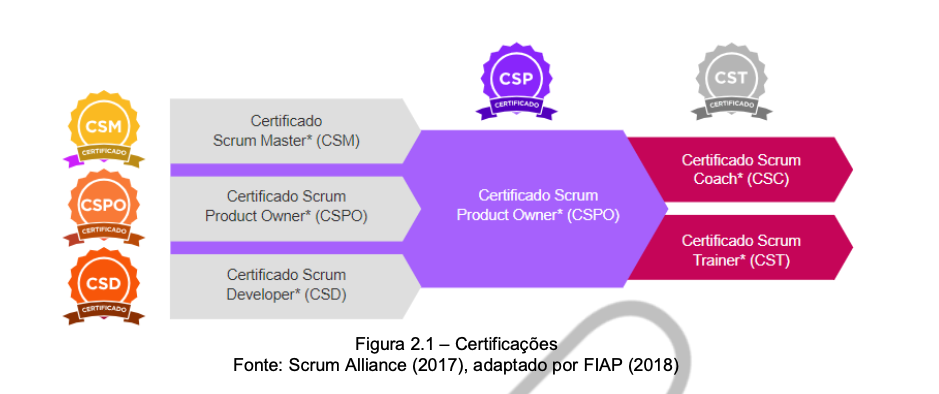 CSP
CERTIFICADO
CST
CERTIFICADO
CSM
CERTIFICADO
Certificado
Scrum Master* (CSM)
CSPO
CERTIFICADO
Certificado Scrum
Product Owner* (CSPO)
CSD
CERTIFICADO
Certificado Scrum
Developer* (CSD)
Certificado Scrum
Product Owner* (CSPO)
Certificado Scrum
Coach* (CSC)
Certificado Scrum
Trainer* (CST)
Figura 2.1 – Certificações
Fonte: Scrum Alliance (2017), adaptado por FIAP (2018)